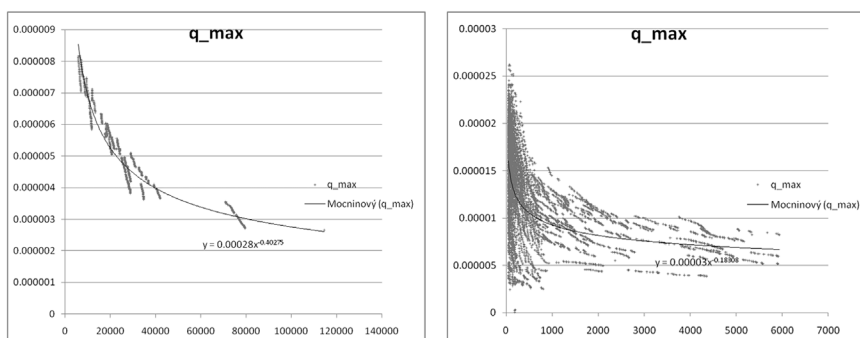 q_max
0.000009
0.000008
0.000007
0.000006
0.000005
0.000004
0.000003
0.000002
0.000001
0
0 20000 40000 60000 80000 100000 120000 140000
q_max
Mocninový (q_max)
y = 0.00028x-0.40275
q_max
0.00003
0.000025
0.00002
0.000015
0.00001
0.000005
0
0 1000 2000 3000 4000 5000 6000 7000
q_max
Mocninový (q_max)
y = 0.00003x-0.18308